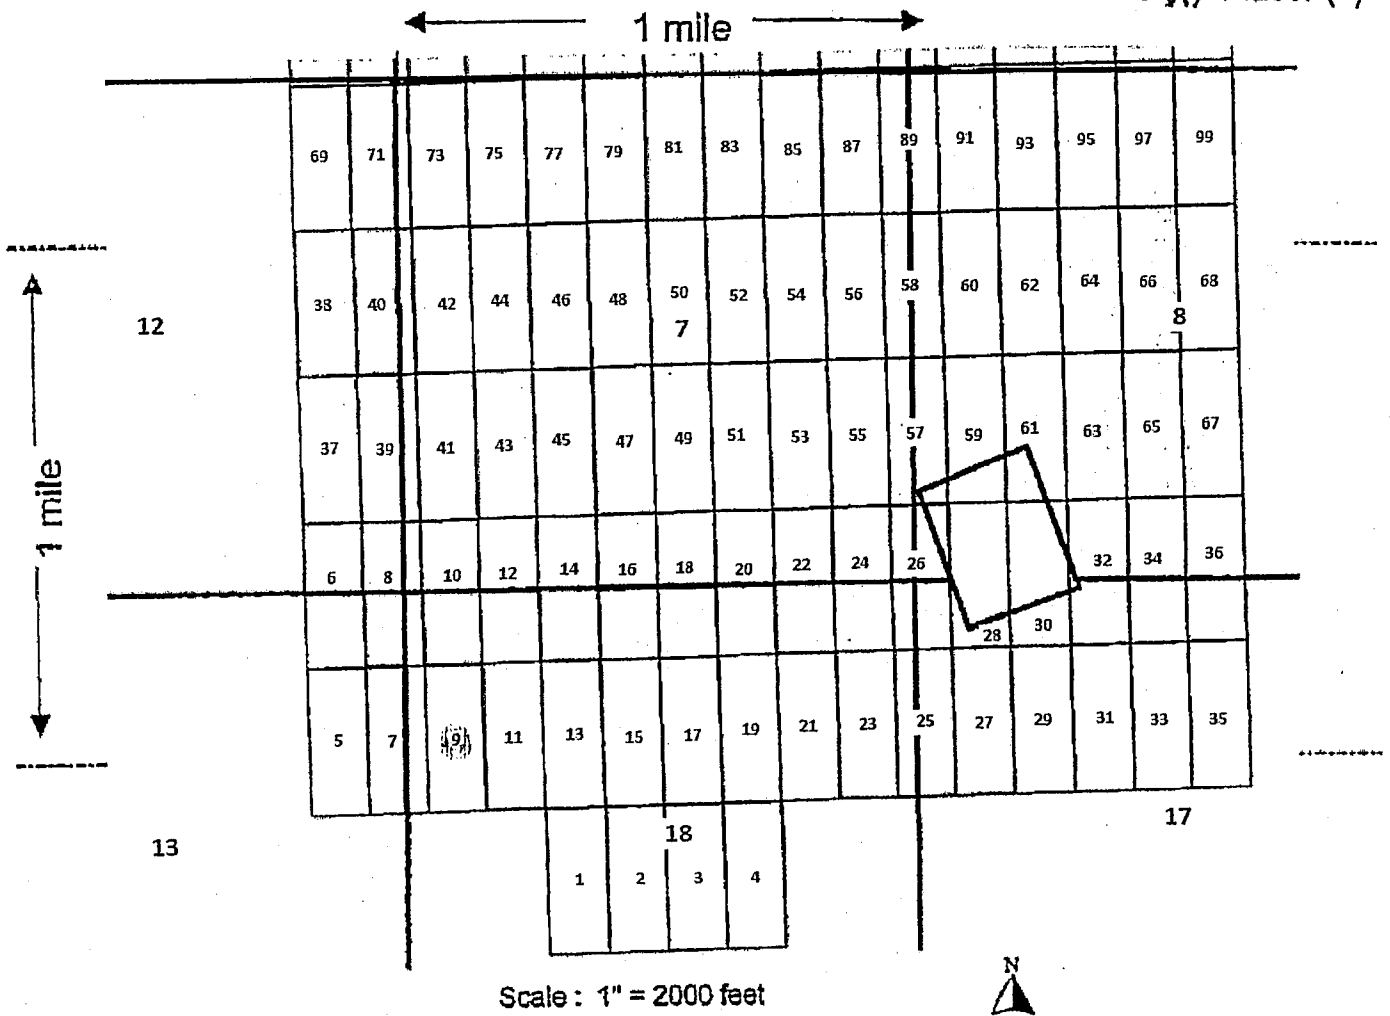 1 mile
69 71 73 75 77 79 81 83 85 87 89 91 93 95 97 99
38 40 42 44 46 48 50 52 54 56 58 60 62 64 66 68
12 7 8
37 39 41 43 45 47 49 51 53 55 57 59 61 63 65 67
1 mile
6 8 10 12 14 16 18 20 22 24 26 32 34 36
28 30
5 7 9 11 13 15 17 19 21 23 25 27 29 31 33 35
13 18 17
1 2 3 4
N
Scale : 1" = 2000 feet